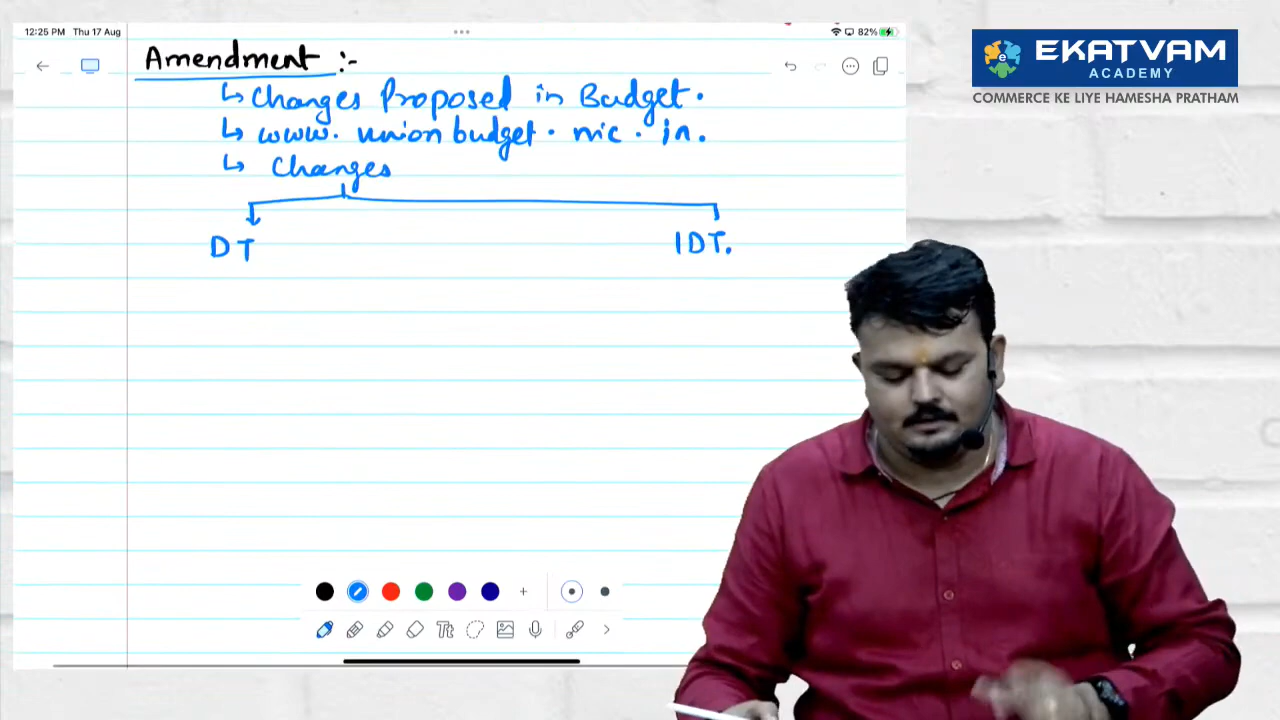 12:25 PM Thu 17 Aug
82%
Amendment :-
↳ Changes Proposed in Budget.
↳ www. union budget . nic . in.
↳ Changes
DT
IDT.
Tt
EKATVAM
ACADEMY
COMMERCE KE LIYE HAMESHA PRATHAM